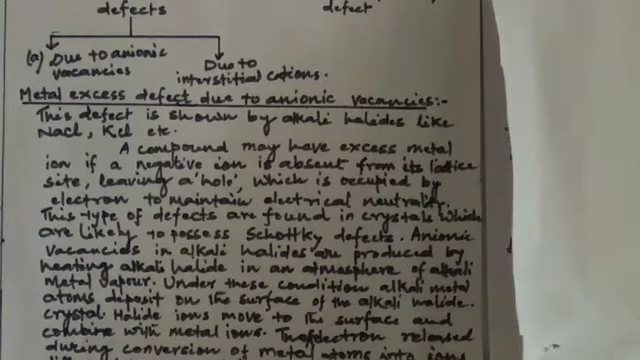 defects
defect
(a) Due to anionic
vacancies
Due to
interstitial cations.
Metal excess defect due to anionic vacancies:-
This defect is shown by alkali halides like
Nacl, Kcl etc.
A compound may have excess metal
ion if a negative ion is absent from its lattice
site, leaving a 'hole', which is occupied by
electron to maintain electrical neutrality.
This type of defects are found in crystals which
are likely to possess Schottky defects. Anionic
vacancies in alkali halides are produced by
heating alkali halide in an atmosphere of alkali
metal vapour. Under these condition alkali metal
atoms deposit on the surface of the alkali halide.
crystal Halide ions move to the surface and
combine with metal ions. The electron released
during conversion of metal atoms into ions